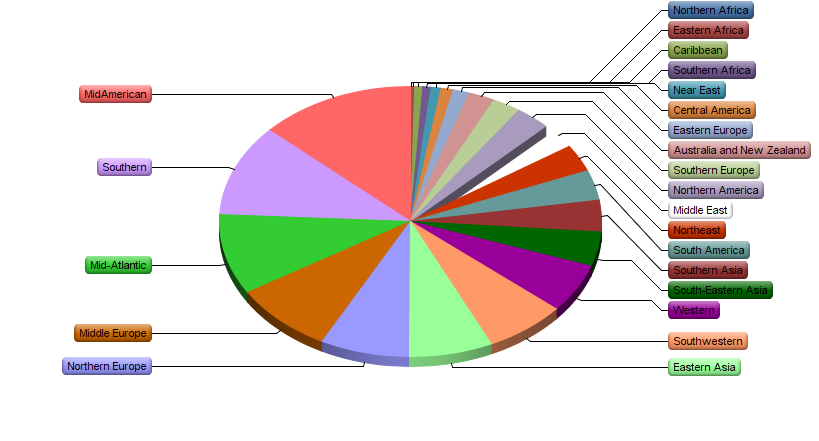 Northern Africa
Eastern Africa
Caribbean
Southern Africa
Near East
Central America
Eastern Europe
Australia and New Zealand
Southern Europe
Northern America
Middle East
Northeast
South America
Southern Asia
South-Eastern Asia
Western
Southwestern
Eastern Asia
MidAmerican
Southern
Mid-Atlantic
Middle Europe
Northern Europe